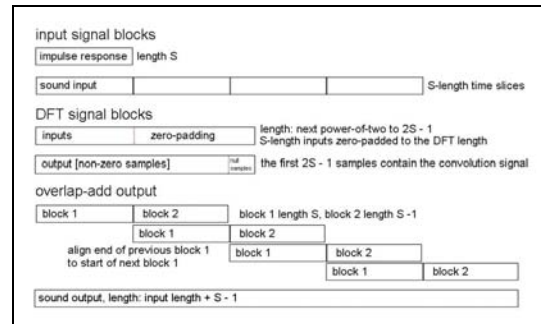 input signal blocks
impulse response length S
sound input
S-length time slices
DFT signal blocks
inputs zero-padding
length: next power-of-two to 2S - 1
S-length inputs zero-padded to the DFT length
output [non-zero samples] null samples the first 2S - 1 samples contain the convolution signal
overlap-add output
block 1 block 2 block 1 length S, block 2 length S -1
block 1 block 2
align end of previous block 1
to start of next block 1
block 1 block 2
block 1 block 2
sound output, length: input length + S - 1